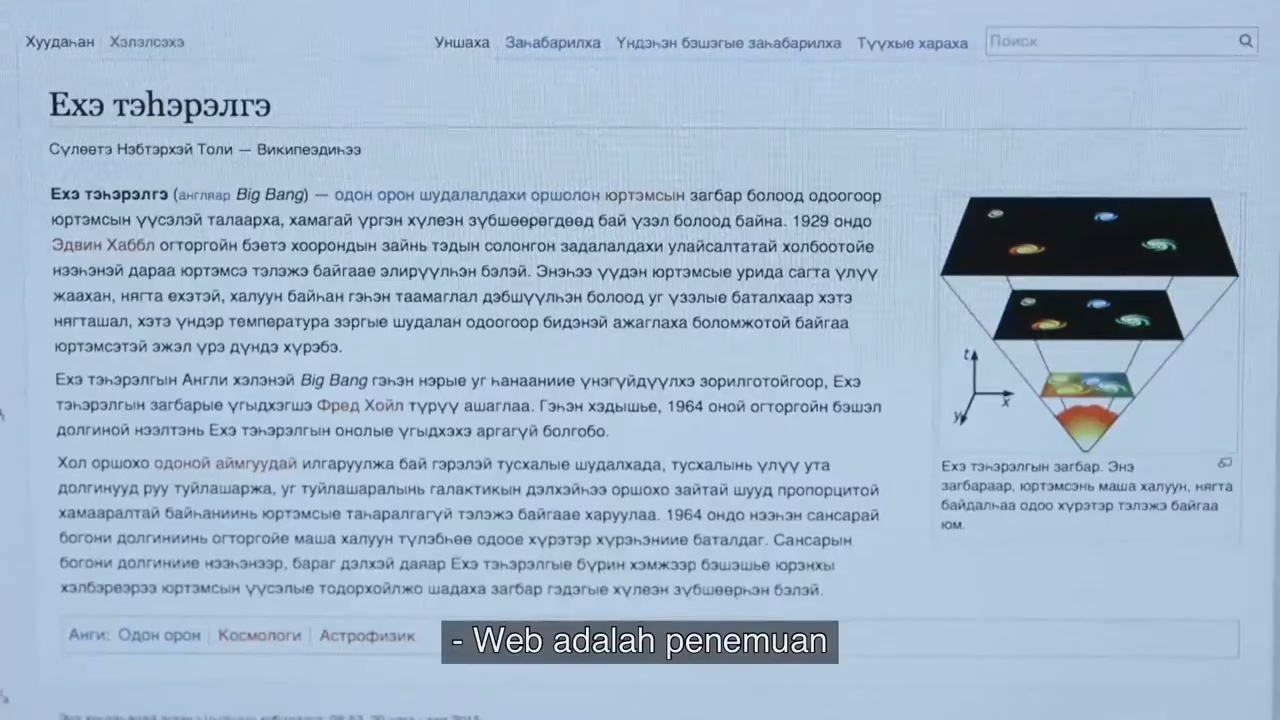 Хуудаһан Хэлэлсэхэ Уншаха Заһабарилха Үндэһэн бэшэгые заһабарилха Түүхые хараха Поиск
Ехэ тэһэрэлгэ
Сүлөөтэ Нэбтэрхэй Толи — Википеэдиһээ
Ехэ тэһэрэлгэ (англяар Big Bang) — одон орон шудалалдахи оршолон юртэмсын загбар болоод одоогоор
юртэмсын үүсэлэй талаарха, хамагай үргэн хүлеэн зүбшөөрөгдөөд бай үзэл болоод байна. 1929 ондо
Эдвин Хаббл огторгойн бэетэ хоорондын зайнь тэдын солонгон задалалдахи улайсалтатай холбоотойе
нээһэнэй дараа юртэмсэ тэлэжэ байгаае элирүүлһэн бэлэй. Энэһээ үүдэн юртэмсые урида сагта үлүү
жаахан, нягта ехэтэй, халуун байһан гэһэн таамаглал дэбшүүлһэн болоод уг үзэлые баталхаар хэтэ
нягташал, хэтэ үндэр температура зэргые шудалан одоогоор бидэнэй ажаглаха боломжотой байгаа
юртэмсэтэй эжэл үрэ дүндэ хүрэбэ.
Ехэ тэһэрэлгын Англи хэлэнэй Big Bang гэһэн нэрые уг һанааниие үнэгүйдүүлхэ зорилготойгоор, Ехэ
тэһэрэлгын загбарые үгыдхэгшэ Фред Хойл түрүү ашаглаа. Гэһэн хэдышье, 1964 оной огторгойн бэшэл
долгиной нээлтэнь Ехэ тэһэрэлгын онолые үгыдхэхэ аргагүй болгобо.
Хол оршохо одоной аймгуудай илгаруулжа бай гэрэлэй тусхалые шудалхада, тусхалынь үлүү ута
долгинууд руу туйлашаржа, уг туйлашаралынь галактикын дэлхэйһээ оршохо зайтай шууд пропорцитой
хамааралтай байһаниинь юртэмсые таһаралгагүй тэлэжэ байгаае харуулаа. 1964 ондо нээһэн сансарай
богони долгиниинь огторгойе маша халуун түлэбһөө одоое хүрэтэр хүрэһэниие баталдаг. Сансарын
богони долгиниие нээһэнээр, бараг дэлхэй даяар Ехэ тэһэрэлгые бүрин хэмжээр бэшэшье юрэнхы
хэлбэреэрээ юртэмсын үүсэлые тодорхойлжо шадаха загбар гэдэгые хүлеэн зүбшөөрһэн бэлэй.
Ехэ тэһэрэлгын загбар. Энэ
загбараар, юртэмсэнь маша халуун, нягта
байдалһаа одоо хүрэтэр тэлэжэ байгаа
юм.
t
x
y
Анги: Одон орон | Космологи | Астрофизик
- Web adalah penemuan